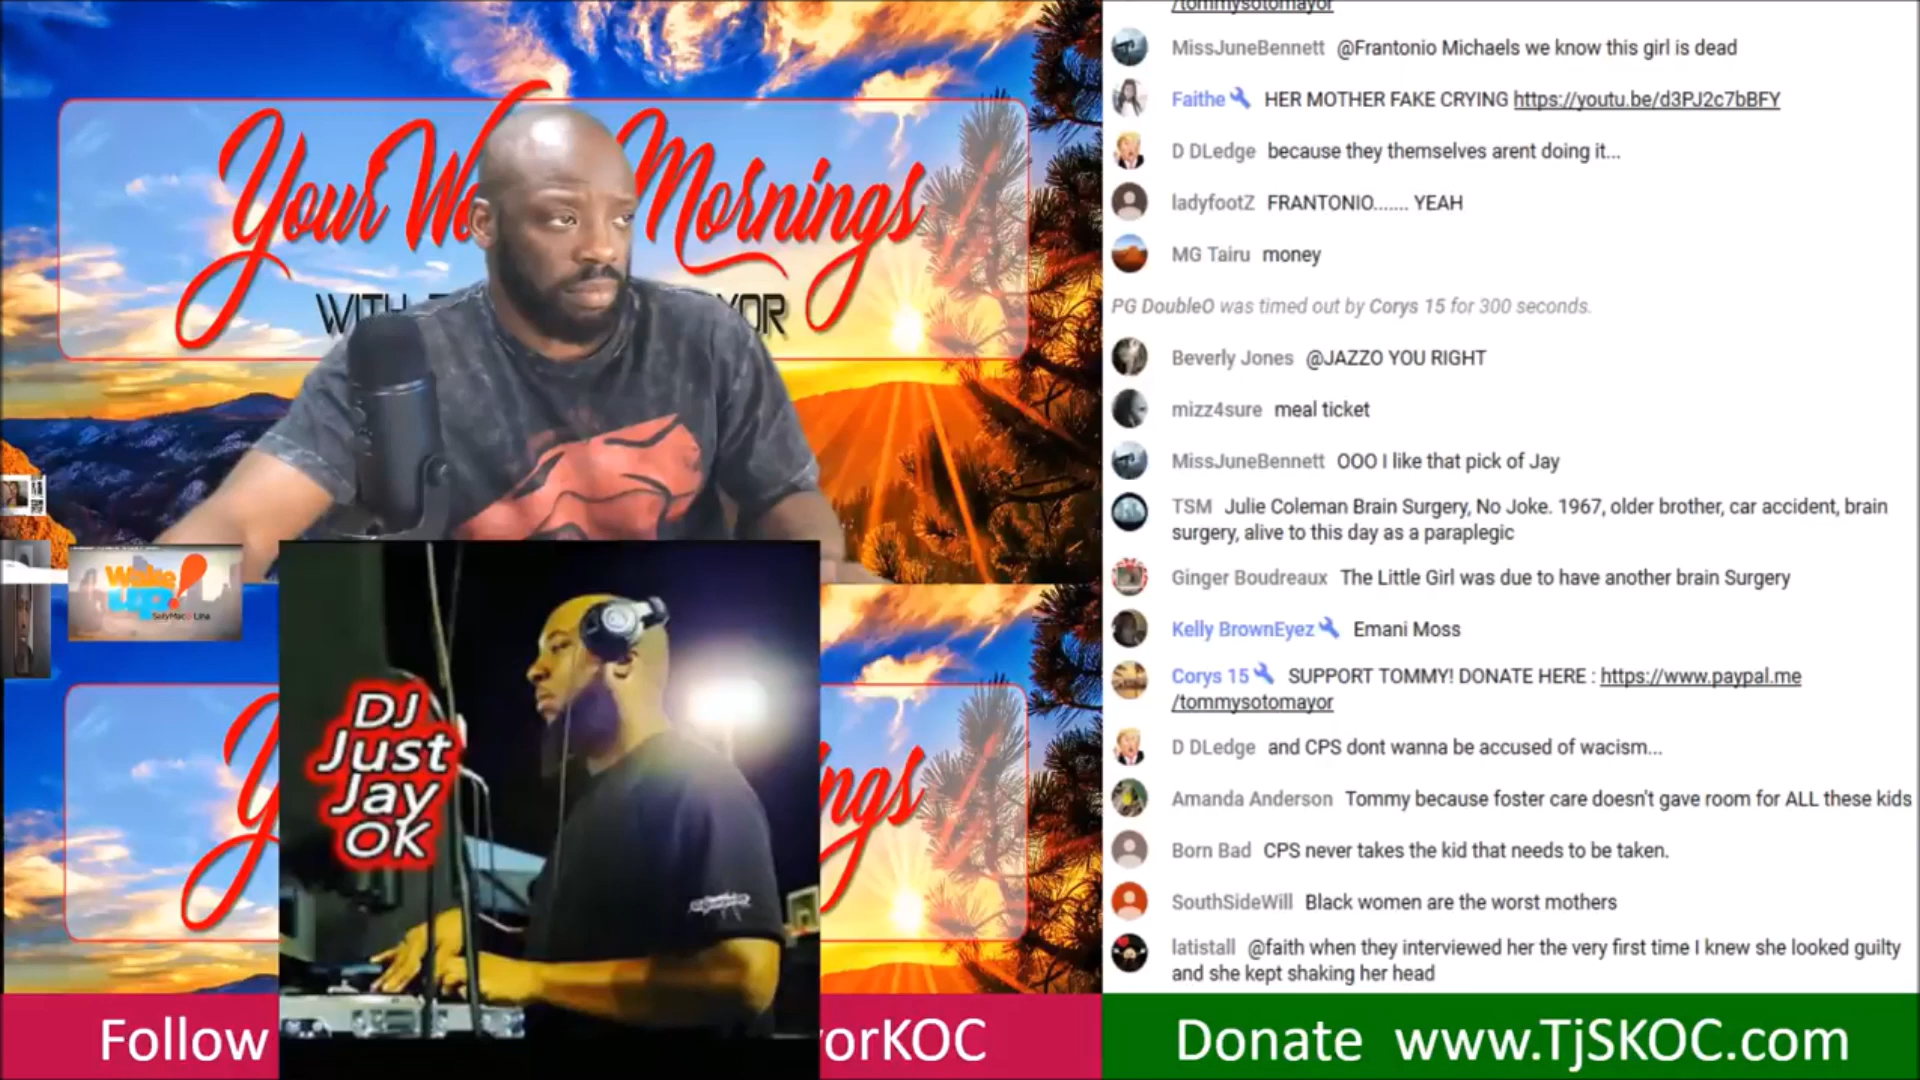 Your Wo Mornings
WITH
YOR
Wake
UP!
DJ
Just
Jay
OK
ings
Follow
orKOC
/tommysotomayor
MissJuneBennett @Frantonio Michaels we know this girl is dead
Faithe HER MOTHER FAKE CRYING https://youtu.be/d3PJ2c7bBFY
D DLedge because they themselves arent doing it...
ladyfootZ FRANTONIO....... YEAH
MG Tairu money
PG DoubleO was timed out by Corys 15 for 300 seconds.
Beverly Jones @JAZZO YOU RIGHT
mizz4sure meal ticket
MissJuneBennett OOO I like that pick of Jay
TSM Julie Coleman Brain Surgery, No Joke. 1967, older brother, car accident, brain
surgery, alive to this day as a paraplegic
Ginger Boudreaux The Little Girl was due to have another brain Surgery
Kelly BrownEyez Emani Moss
Corys 15 SUPPORT TOMMY! DONATE HERE : https://www.paypal.me
/tommysotomayor
D DLedge and CPS dont wanna be accused of wacism...
Amanda Anderson Tommy because foster care doesn't gave room for ALL these kids
Born Bad CPS never takes the kid that needs to be taken.
SouthSideWill Black women are the worst mothers
latistall @faith when they interviewed her the very first time I knew she looked guilty
and she kept shaking her head
Donate www.TjSKOC.com